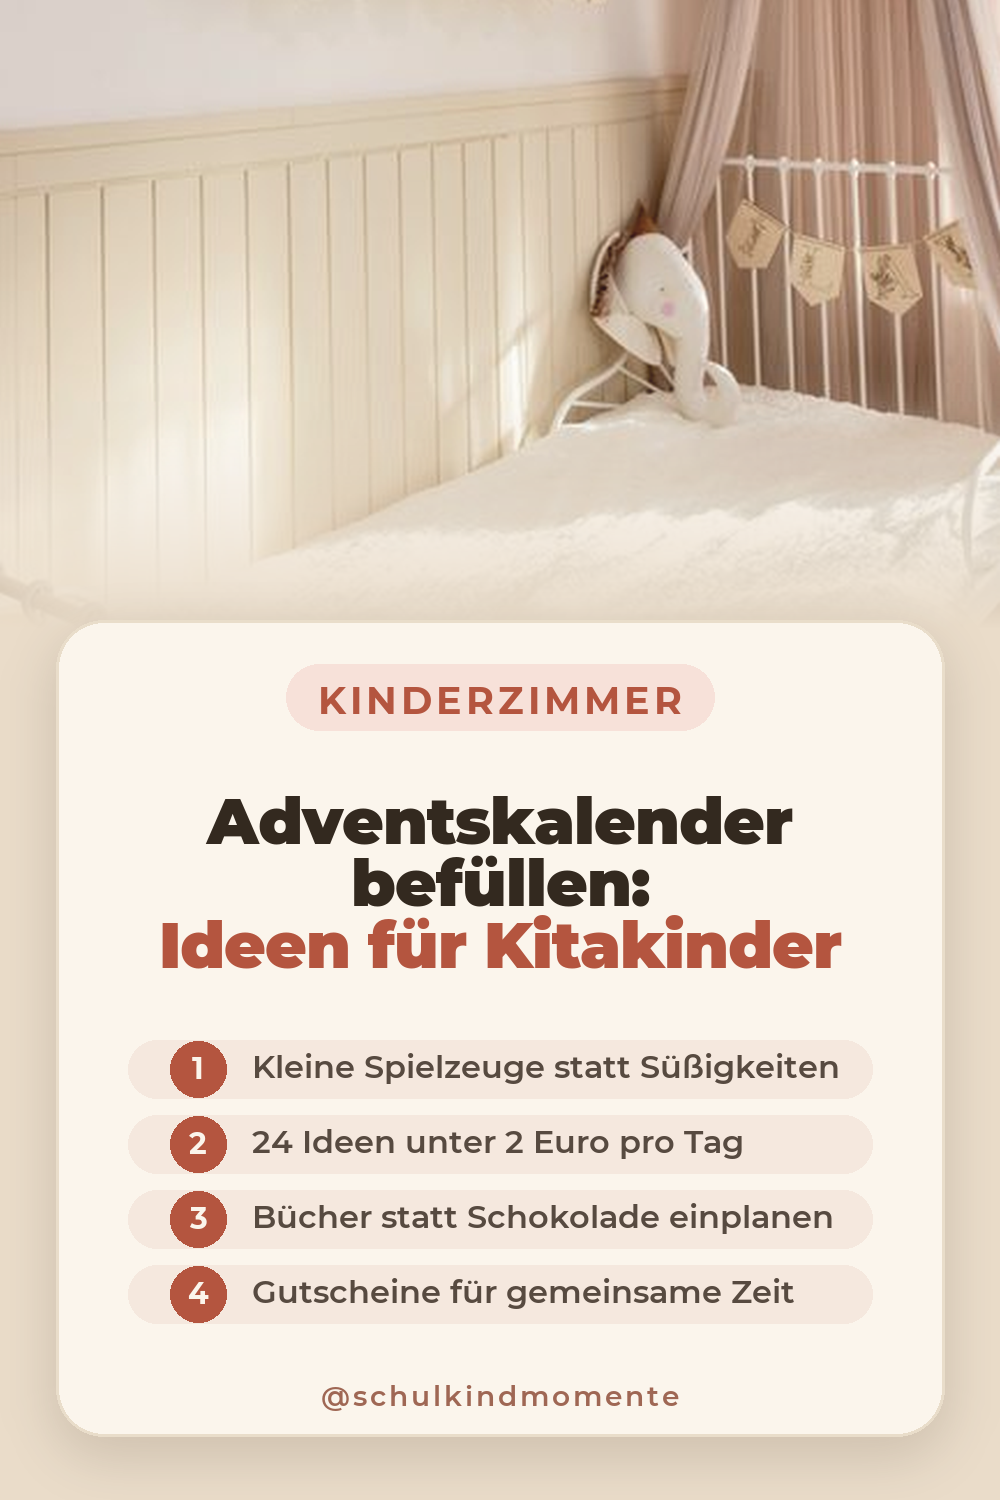 KINDERZIMMER
Adventskalender
befüllen:
Ideen für Kitakinder
1 Kleine Spielzeuge statt Süßigkeiten
2 24 Ideen unter 2 Euro pro Tag
3 Bücher statt Schokolade einplanen
4 Gutscheine für gemeinsame Zeit
@schulkindmomente